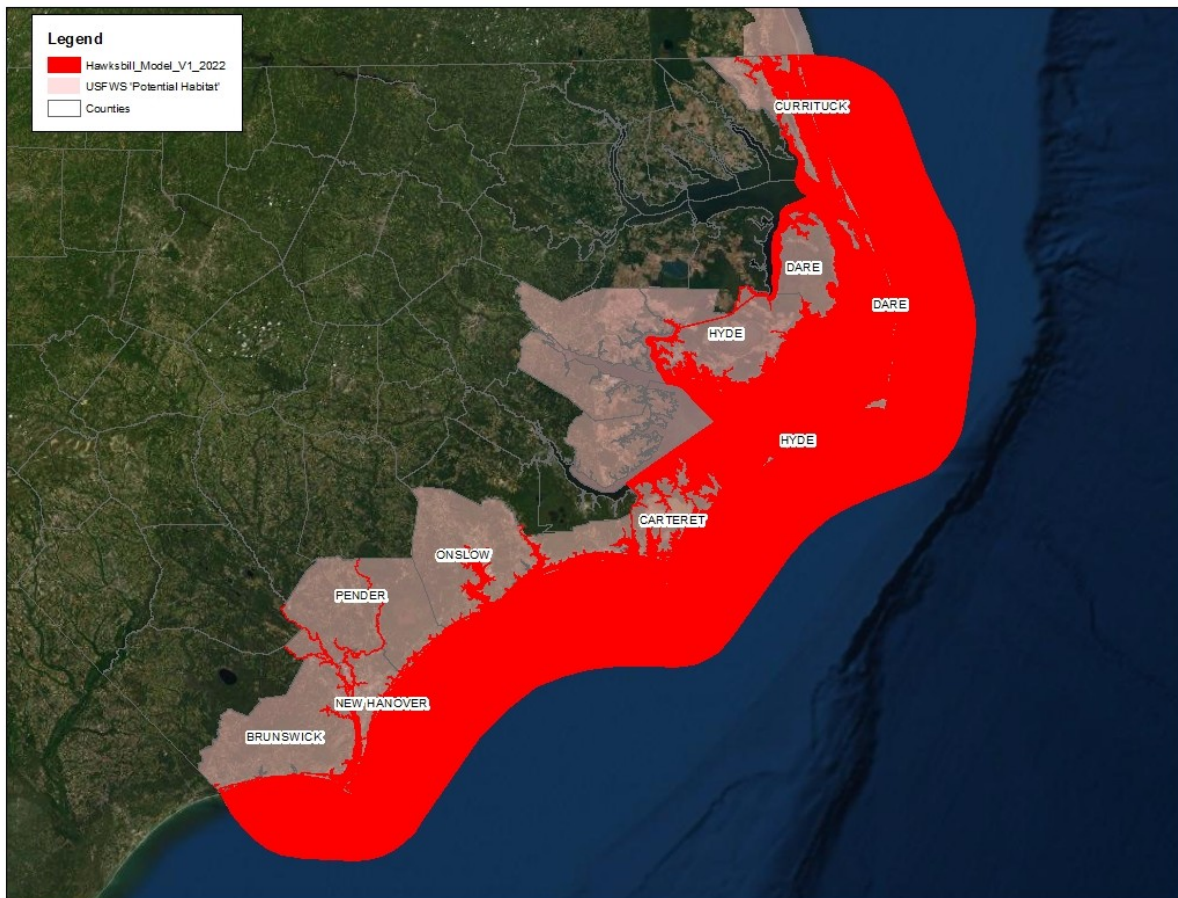 Legend
Hawksbill_Model_V1_2022
USFWS 'Potential Habitat'
Counties
CURRITUCK
DARE
DARE
HYDE
HYDE
CARTERET
ONSLOW
PENDER
NEW HANOVER
BRUNSWICK